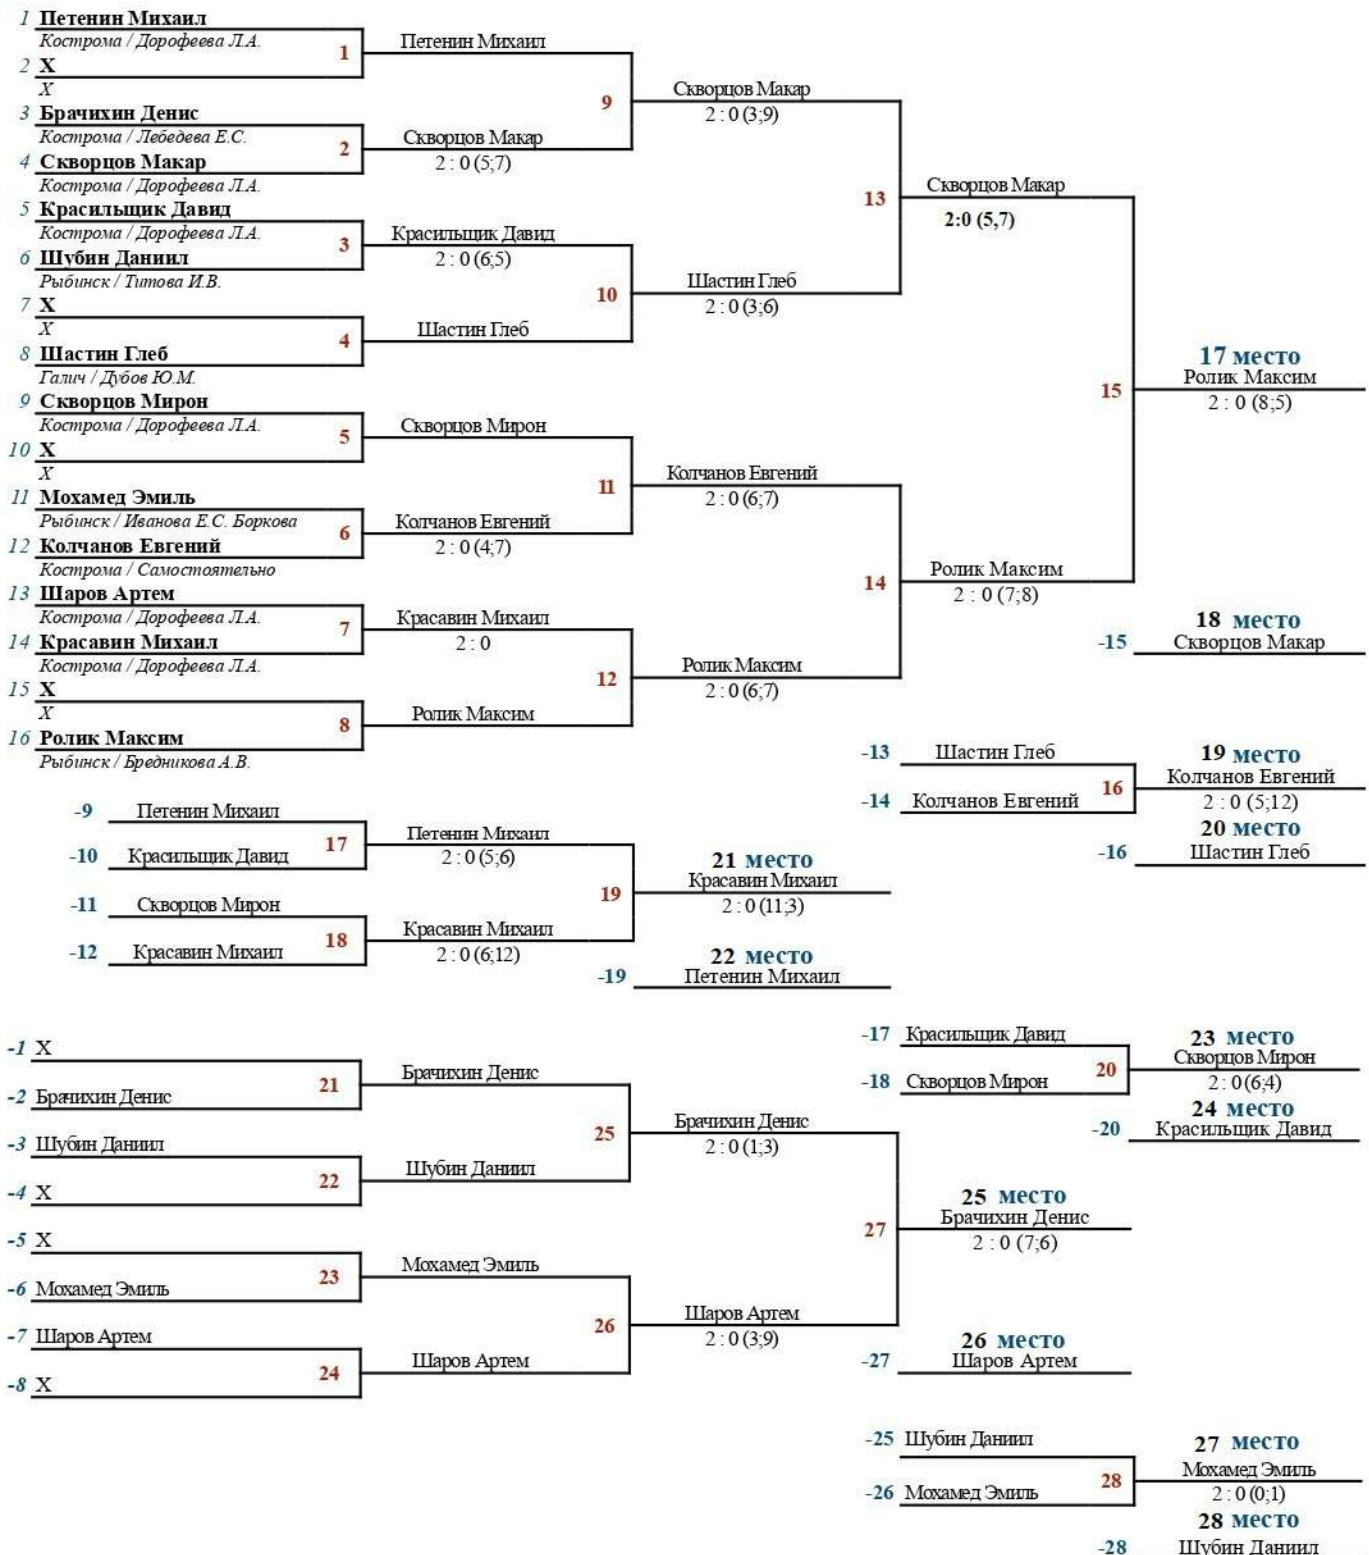 1 Петенин Михаил
Кострома / Дорофеева Л.А.
1
Петенин Михаил
2 X
X
9
Скворцов Макар
2 : 0 (3;9)
3 Брачихин Денис
Кострома / Лебедева Е.С.
2
Скворцов Макар
2 : 0 (5;7)
4 Скворцов Макар
Кострома / Дорофеева Л.А.
13
Скворцов Макар
2:0 (5,7)
5 Красильщик Давид
Кострома / Дорофеева Л.А.
3
Красильщик Давид
2 : 0 (6;5)
6 Шубин Даниил
Рыбинск / Титова И.В.
10
Шастин Глеб
2 : 0 (3;6)
7 X
X
4
Шастин Глеб
8 Шастин Глеб
Галич / Дубов Ю.М.
15
17 место
Ролик Максим
2 : 0 (8;5)
9 Скворцов Мирон
Кострома / Дорофеева Л.А.
5
Скворцов Мирон
10 X
X
11
Колчанов Евгений
2 : 0 (6;7)
11 Мохамед Эмиль
Рыбинск / Иванова Е.С. Боркова
6
Колчанов Евгений
2 : 0 (4;7)
12 Колчанов Евгений
Кострома / Самостоятельно
14
Ролик Максим
2 : 0 (7;8)
13 Шаров Артем
Кострома / Дорофеева Л.А.
7
Красавин Михаил
2 : 0
14 Красавин Михаил
Кострома / Дорофеева Л.А.
12
Ролик Максим
2 : 0 (6;7)
18 место
-15 Скворцов Макар
15 X
X
8
Ролик Максим
16 Ролик Максим
Рыбинск / Бредникова А.В.
-13 Шастин Глеб
16
-14 Колчанов Евгений
19 место
Колчанов Евгений
2 : 0 (5;12)
20 место
-16 Шастин Глеб
-9 Петенин Михаил
17
-10 Красильщик Давид
Петенин Михаил
2 : 0 (5;6)
-11 Скворцов Мирон
18
-12 Красавин Михаил
Красавин Михаил
2 : 0 (6;12)
19
21 место
Красавин Михаил
2 : 0 (11;3)
22 место
-19 Петенин Михаил
-17 Красильщик Давид
20
-18 Скворцов Мирон
23 место
Скворцов Мирон
2 : 0 (6;4)
24 место
-20 Красильщик Давид
-1 X
21
-2 Брачихин Денис
Брачихин Денис
-3 Шубин Даниил
22
-4 X
Шубин Даниил
25
Брачихин Денис
2 : 0 (1;3)
-5 X
23
-6 Мохамед Эмиль
Мохамед Эмиль
-7 Шаров Артем
24
-8 X
Шаров Артем
26
Шаров Артем
2 : 0 (3;9)
27
25 место
Брачихин Денис
2 : 0 (7;6)
26 место
-27 Шаров Артем
-25 Шубин Даниил
28
-26 Мохамед Эмиль
27 место
Мохамед Эмиль
2 : 0 (0;1)
28 место
-28 Шубин Даниил